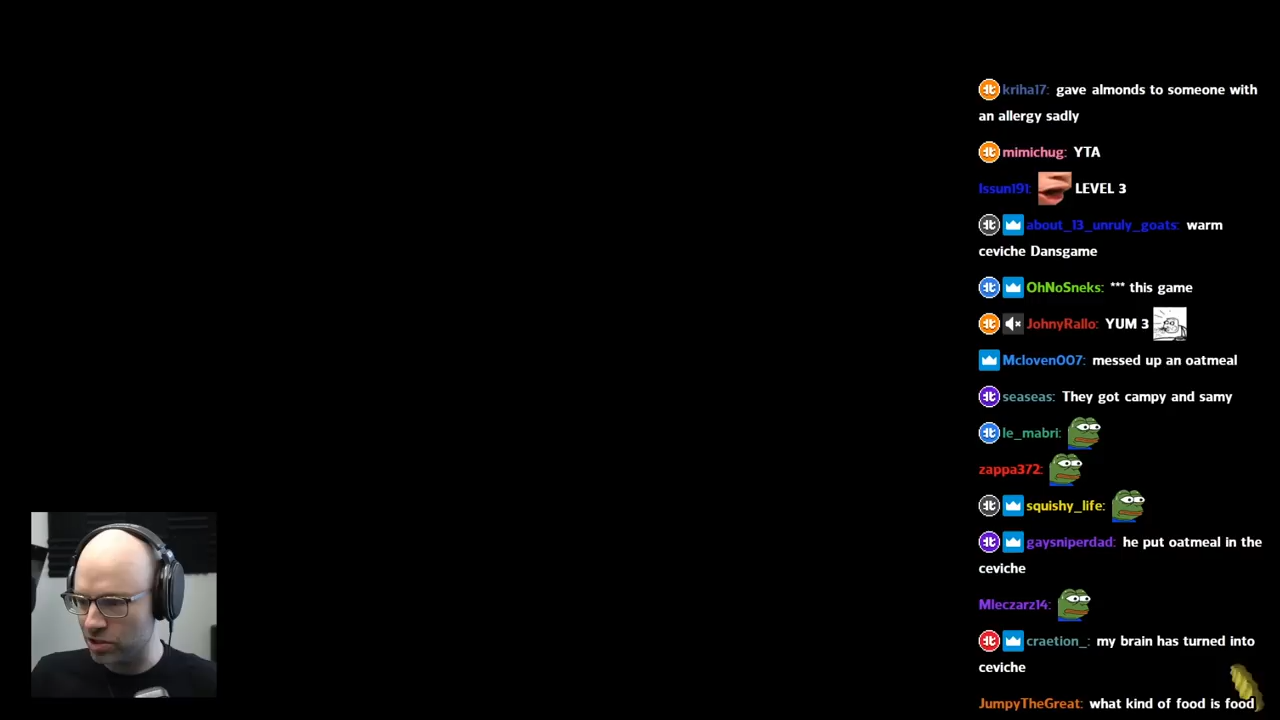 kriha17: gave almonds to someone with
an allergy sadly
mimichug: YTA
Issun191: LEVEL 3
about_13_unruly_goats: warm
ceviche Dansgame
OhNoSneks: *** this game
JohnyRallo: YUM 3
Mcloven007: messed up an oatmeal
seaseas: They got campy and samy
le_mabri:
zappa372:
squishy_life:
gaysniperdad: he put oatmeal in the
ceviche
Mleczarz14:
craetion_: my brain has turned into
ceviche
JumpyTheGreat: what kind of food is food